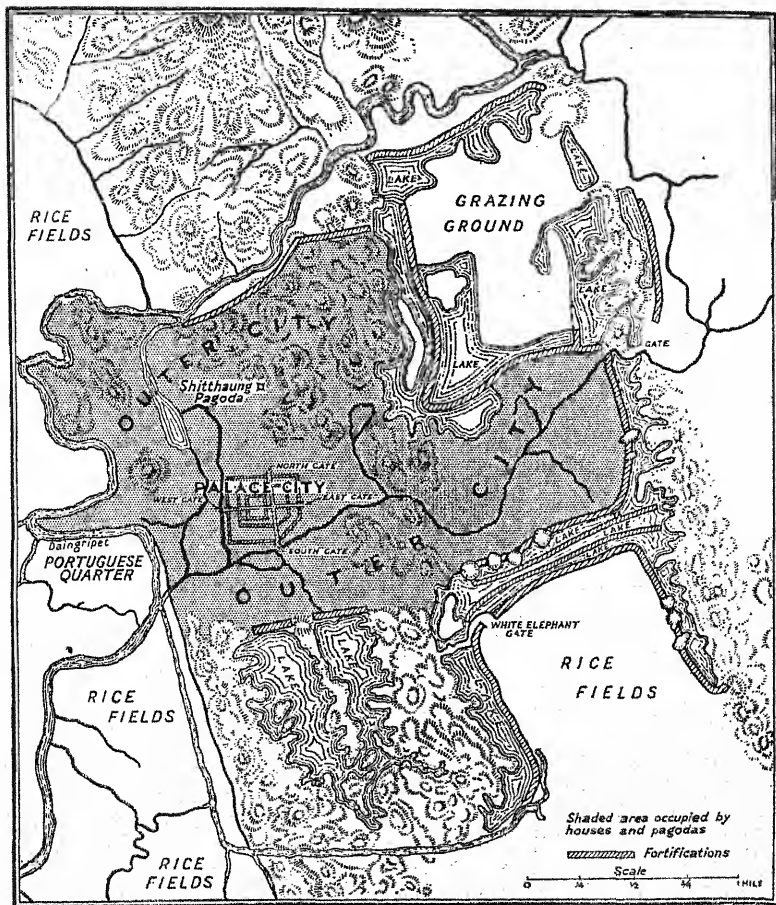 LAKE
LAKE
GRAZING
GROUND
RICE
FIELDS
LAKE
LAKE
GATE
OUTER CITY
Shitthaung
Pagoda
OUTER CITY
NORTH GATE
PALACE-CITY
WEST GATE
EAST GATE
SOUTH GATE
Daingripet
PORTUGUESE
QUARTER
LAKE
LAKE
LAKE
WHITE ELEPHANT
GATE
LAKE
LAKE
RICE
FIELDS
RICE
FIELDS
RICE
FIELDS
Shaded area occupied by
houses and pagodas
Fortifications
Scale
0 ¼ ½ ¾ 1 MILE